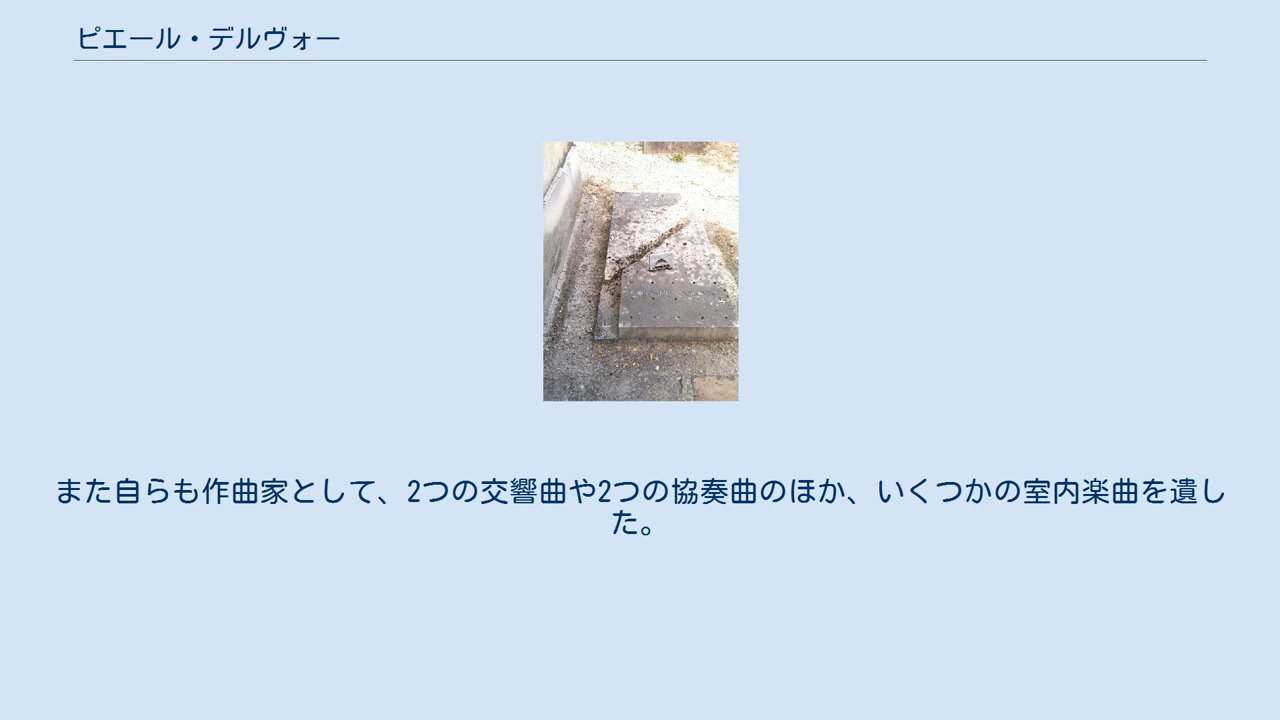 ピエール・デルヴォー
また自らも作曲家として、2つの交響曲や2つの協奏曲のほか、いくつかの室内楽曲を遺し
た。